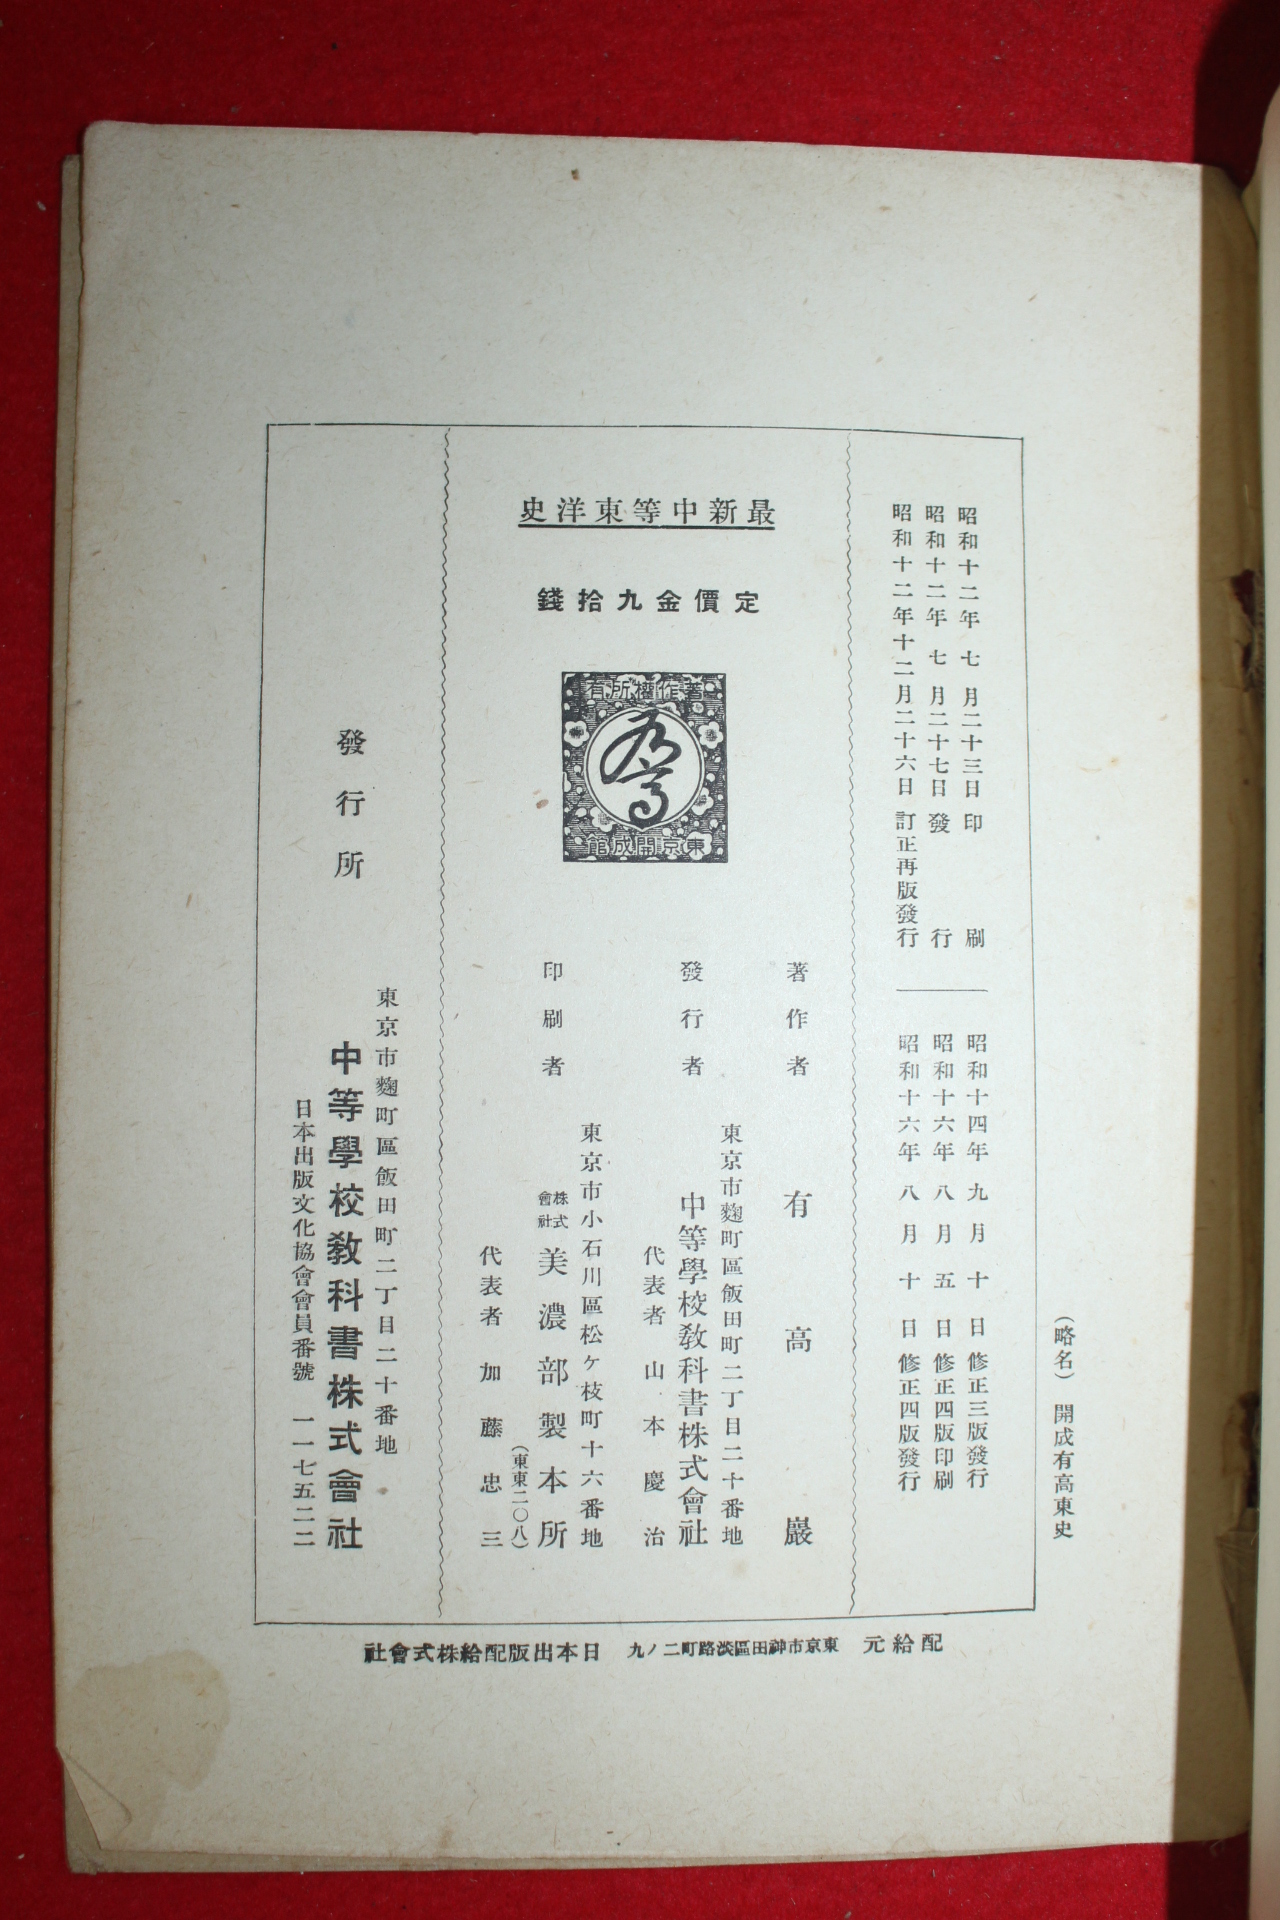 昭和十二年七月二十三日印刷
昭和十二年七月二十七日發行
昭和十二年十二月二十六日訂正再版發行
昭和十四年九月十日修正三版發行
昭和十六年八月五日修正四版印刷
昭和十六年八月十日修正四版發行
(略名) 開成有高東史
最新中等東洋史
定價金九拾錢
著作權所有
東京開成館
著作者 有高巖
東京市麴町區飯田町二丁目二十番地
發行者 中等學校敎科書株式會社
代表者 山本慶治
東京市小石川區松ヶ枝町十六番地
印刷者 株式會社 美濃部製本所
(東東二〇八)
代表者 加藤忠三
東京市麴町區飯田町二丁目二十番地
發行所 中等學校敎科書株式會社
日本出版文化協會會員番號 一一七五二二
配給元 東京市神田區淡路町二ノ九 日本出版配給株式會社